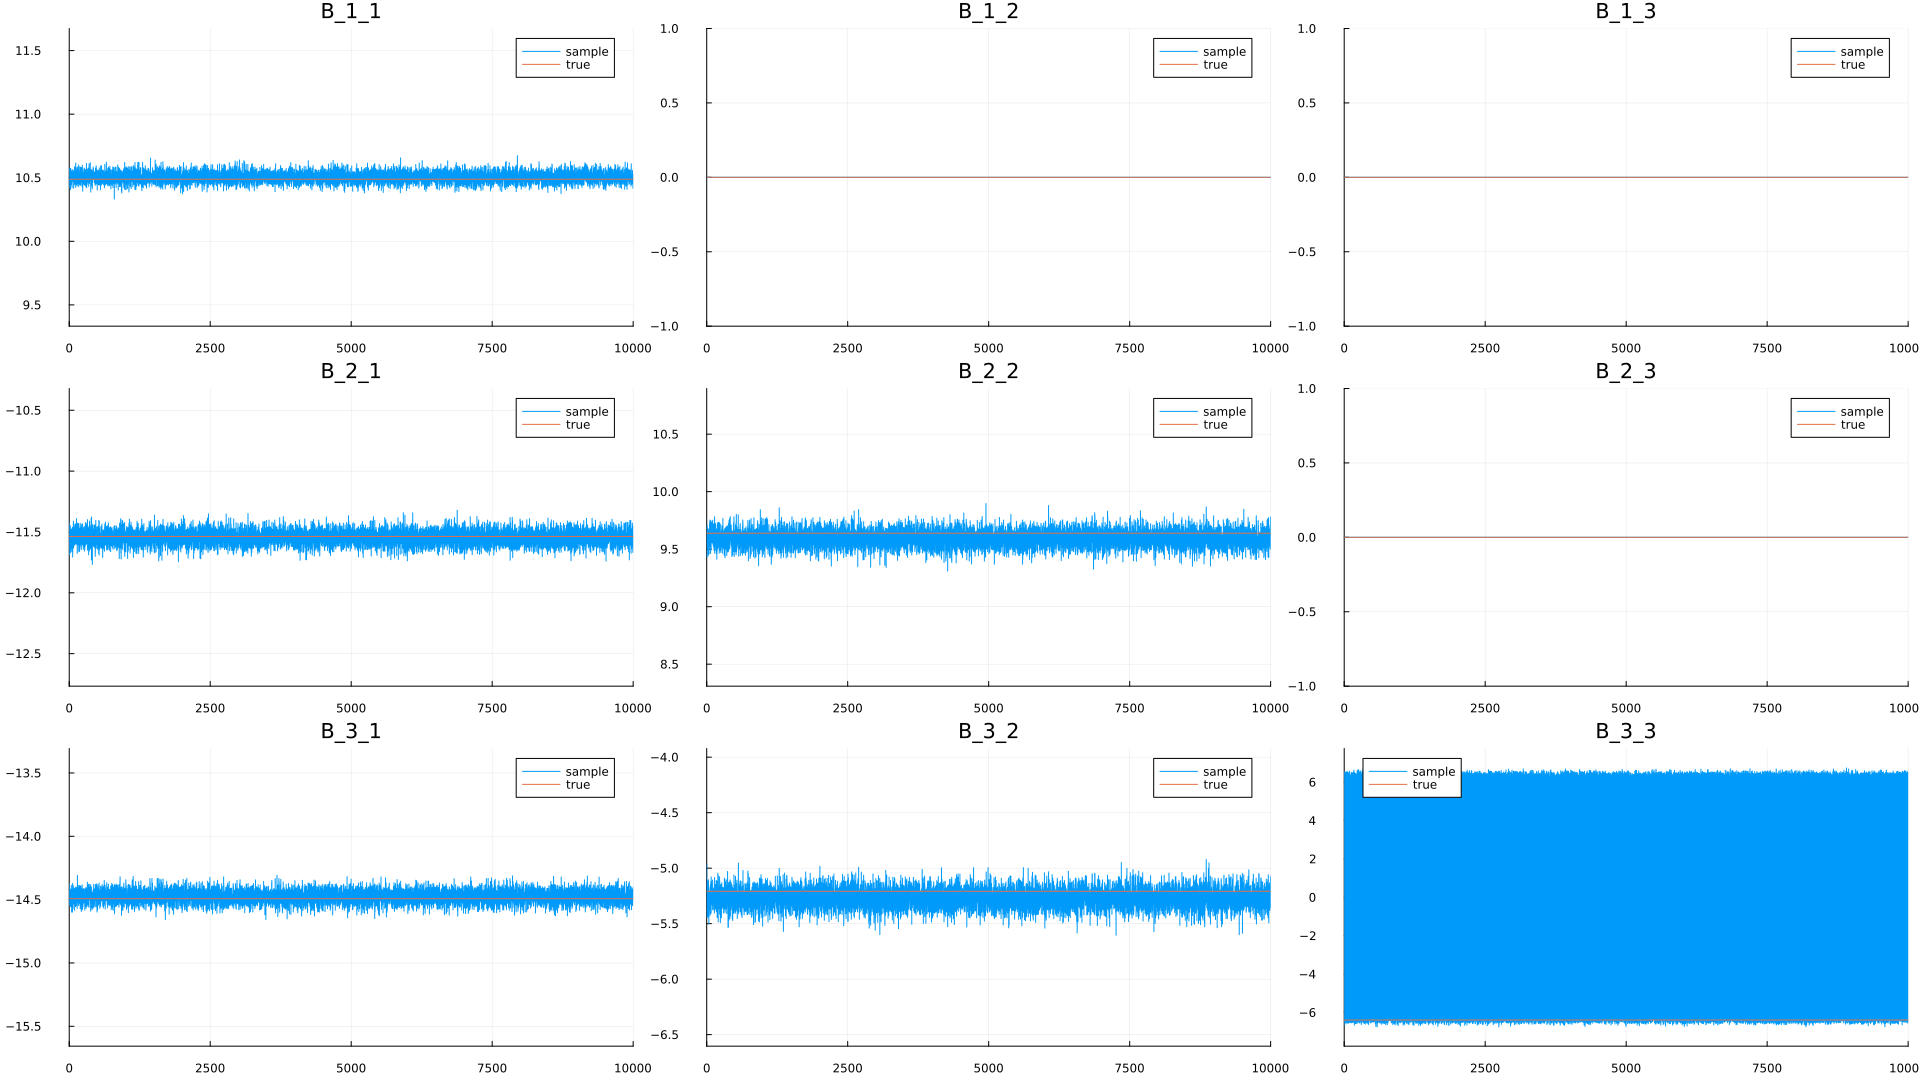 B_1_1
sample
true
11.5
11.0
10.5
10.0
9.5
0 2500 5000 7500 10000
B_1_2
sample
true
1.0
0.5
0.0
−0.5
−1.0
0 2500 5000 7500 10000
B_1_3
sample
true
1.0
0.5
0.0
−0.5
−1.0
0 2500 5000 7500 1000
B_2_1
sample
true
−10.5
−11.0
−11.5
−12.0
−12.5
0 2500 5000 7500 10000
B_2_2
sample
true
10.5
10.0
9.5
9.0
8.5
0 2500 5000 7500 10000
B_2_3
sample
true
1.0
0.5
0.0
−0.5
−1.0
0 2500 5000 7500 1000
B_3_1
sample
true
−13.5
−14.0
−14.5
−15.0
−15.5
0 2500 5000 7500 10000
B_3_2
sample
true
−4.0
−4.5
−5.0
−5.5
−6.0
−6.5
0 2500 5000 7500 10000
B_3_3
sample
true
6
4
2
0
−2
−4
−6
0 2500 5000 7500 1000